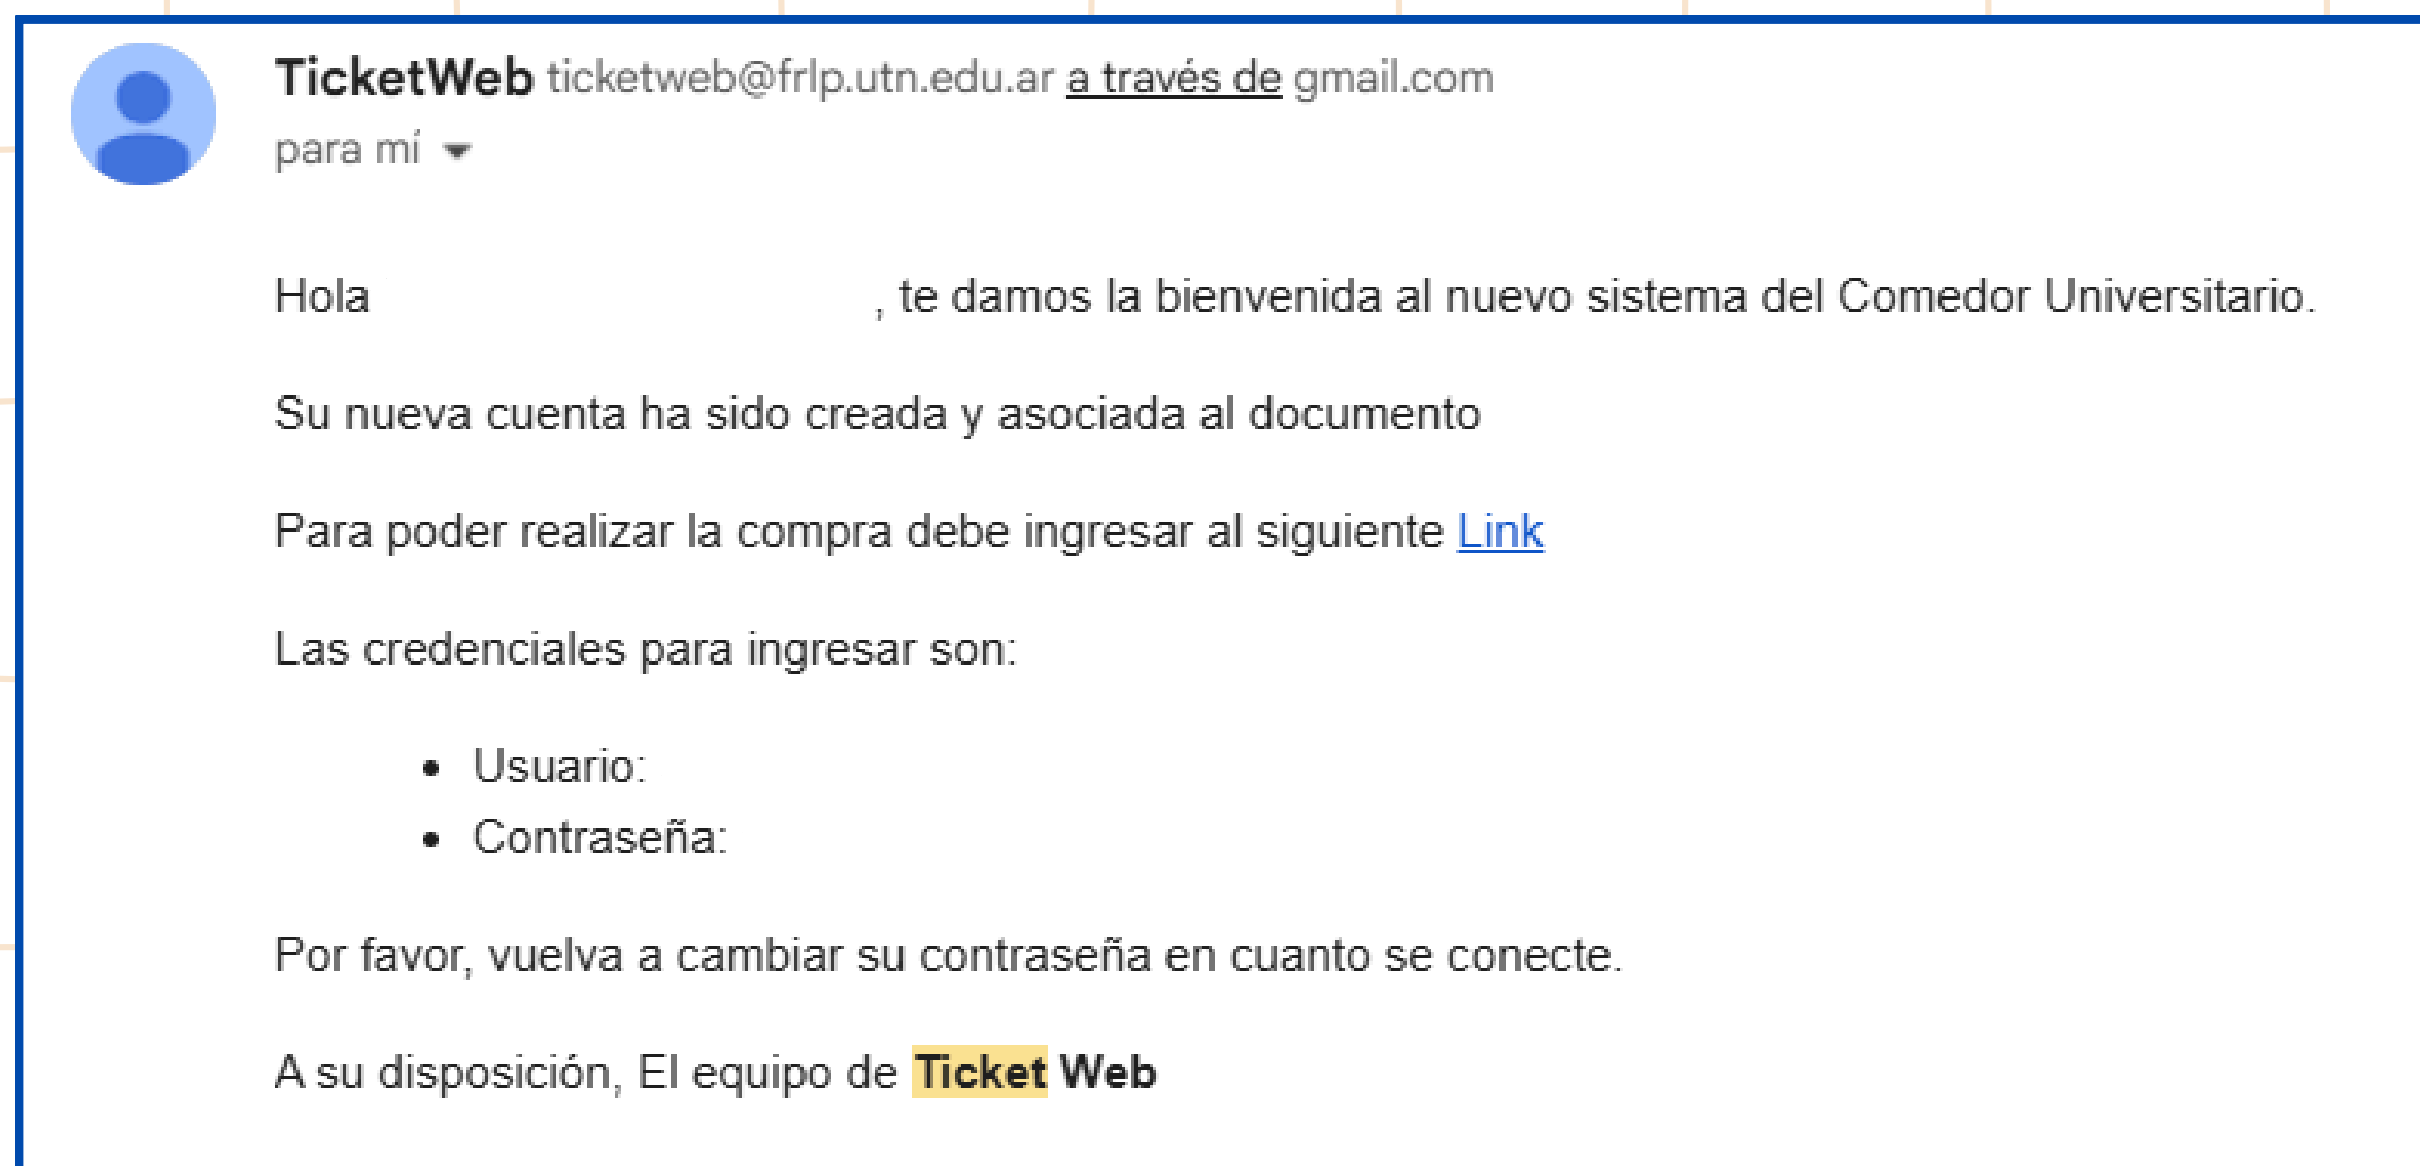 TicketWeb ticketweb@frlp.utn.edu.ar a través de gmail.com
para mí
Hola , te damos la bienvenida al nuevo sistema del Comedor Universitario.
Su nueva cuenta ha sido creada y asociada al documento
Para poder realizar la compra debe ingresar al siguiente Link
Las credenciales para ingresar son:
• Usuario:
• Contraseña:
Por favor, vuelva a cambiar su contraseña en cuanto se conecte.
A su disposición, El equipo de Ticket Web